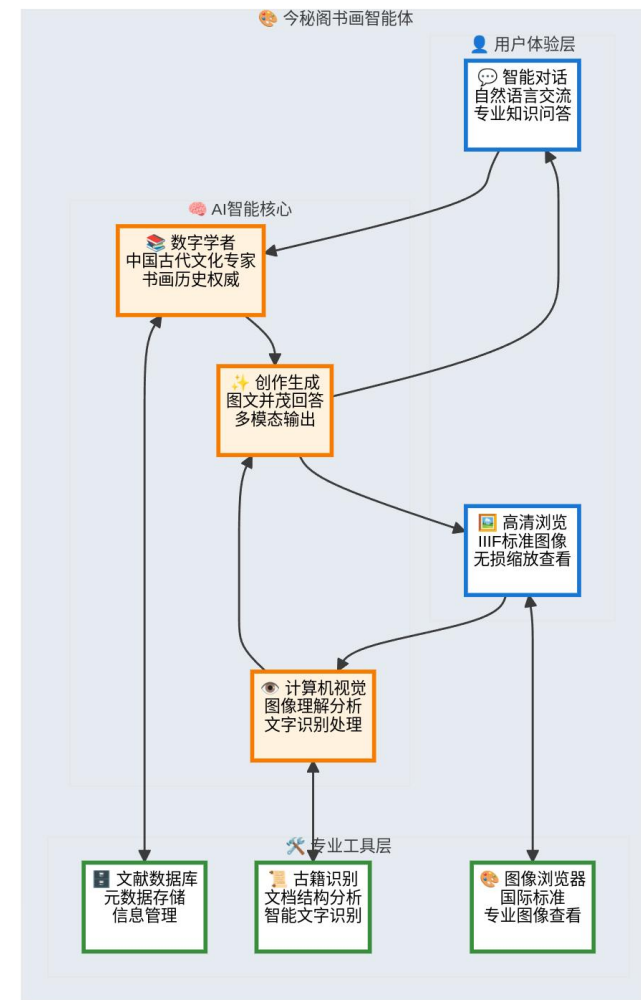 🎨 今秘阁书画智能体
👤 用户体验层
💬 智能对话
自然语言交流
专业知识问答
🧠 AI智能核心
📚 数字学者
中国古代文化专家
书画历史权威
✨ 创作生成
图文并茂回答
多模态输出
🖼️ 高清浏览
IIIF标准图像
无损缩放查看
👁️ 计算机视觉
图像理解分析
文字识别处理
🛠️ 专业工具层
🗄️ 文献数据库
元数据存储
信息管理
📜 古籍识别
文档结构分析
智能文字识别
🎨 图像浏览器
国际标准
专业图像查看